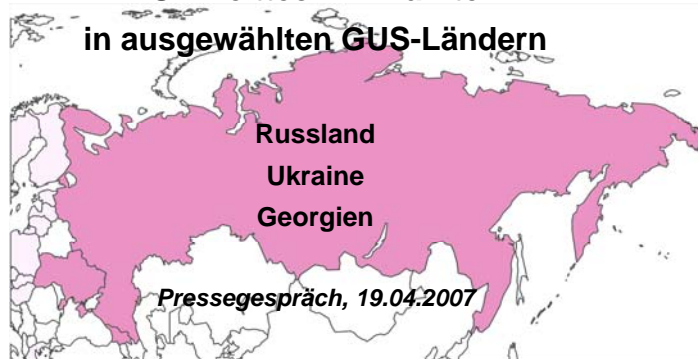 in ausgewählten GUS-Ländern
Russland
Ukraine
Georgien
Pressegespräch, 19.04.2007